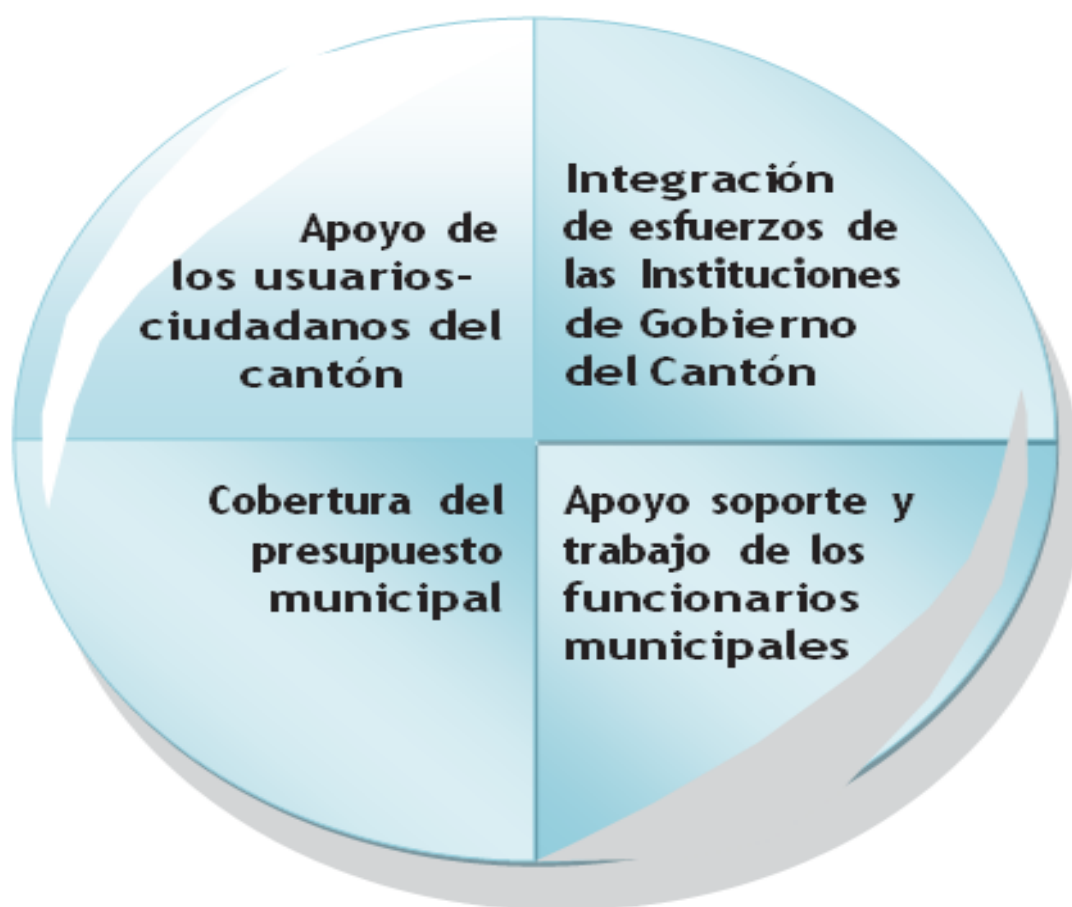 Apoyo de
los usuarios-
ciudadanos del
cantón
Integración
de esfuerzos de
las Instituciones
de Gobierno
del Cantón
Cobertura del
presupuesto
municipal
Apoyo soporte y
trabajo de los
funcionarios
municipales